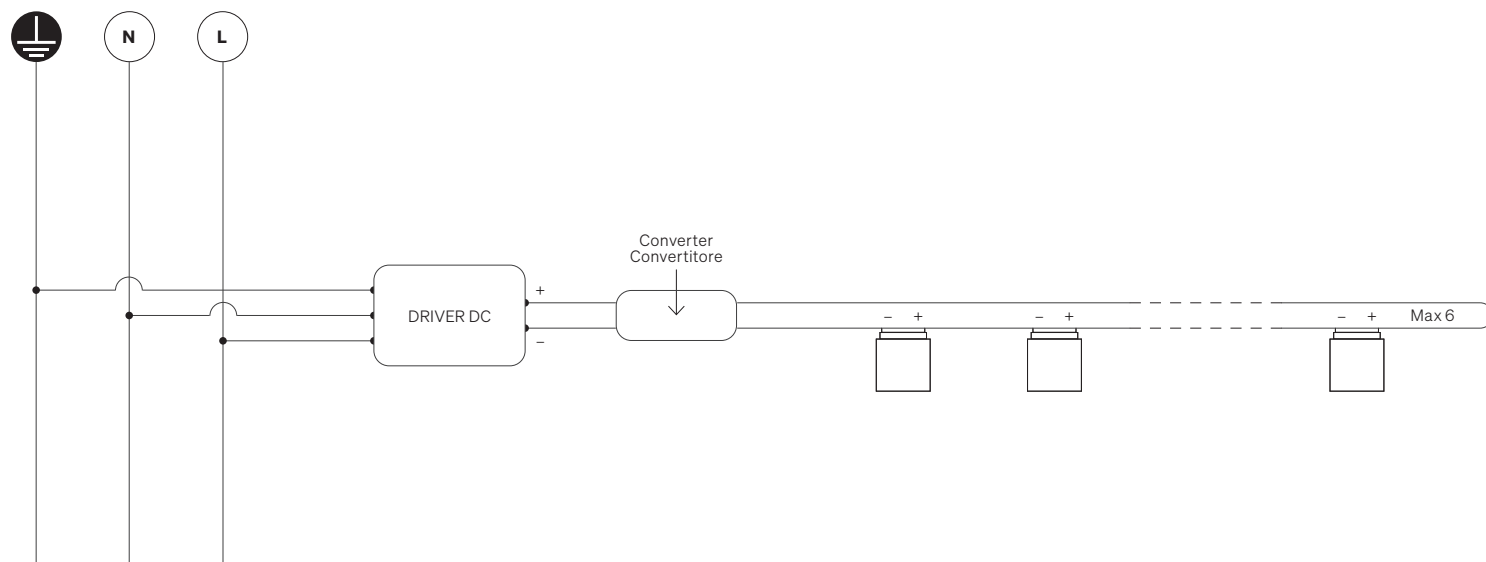 N
L
Converter
Convertitore
DRIVER DC
+
–
– +
– +
– +
Max 6